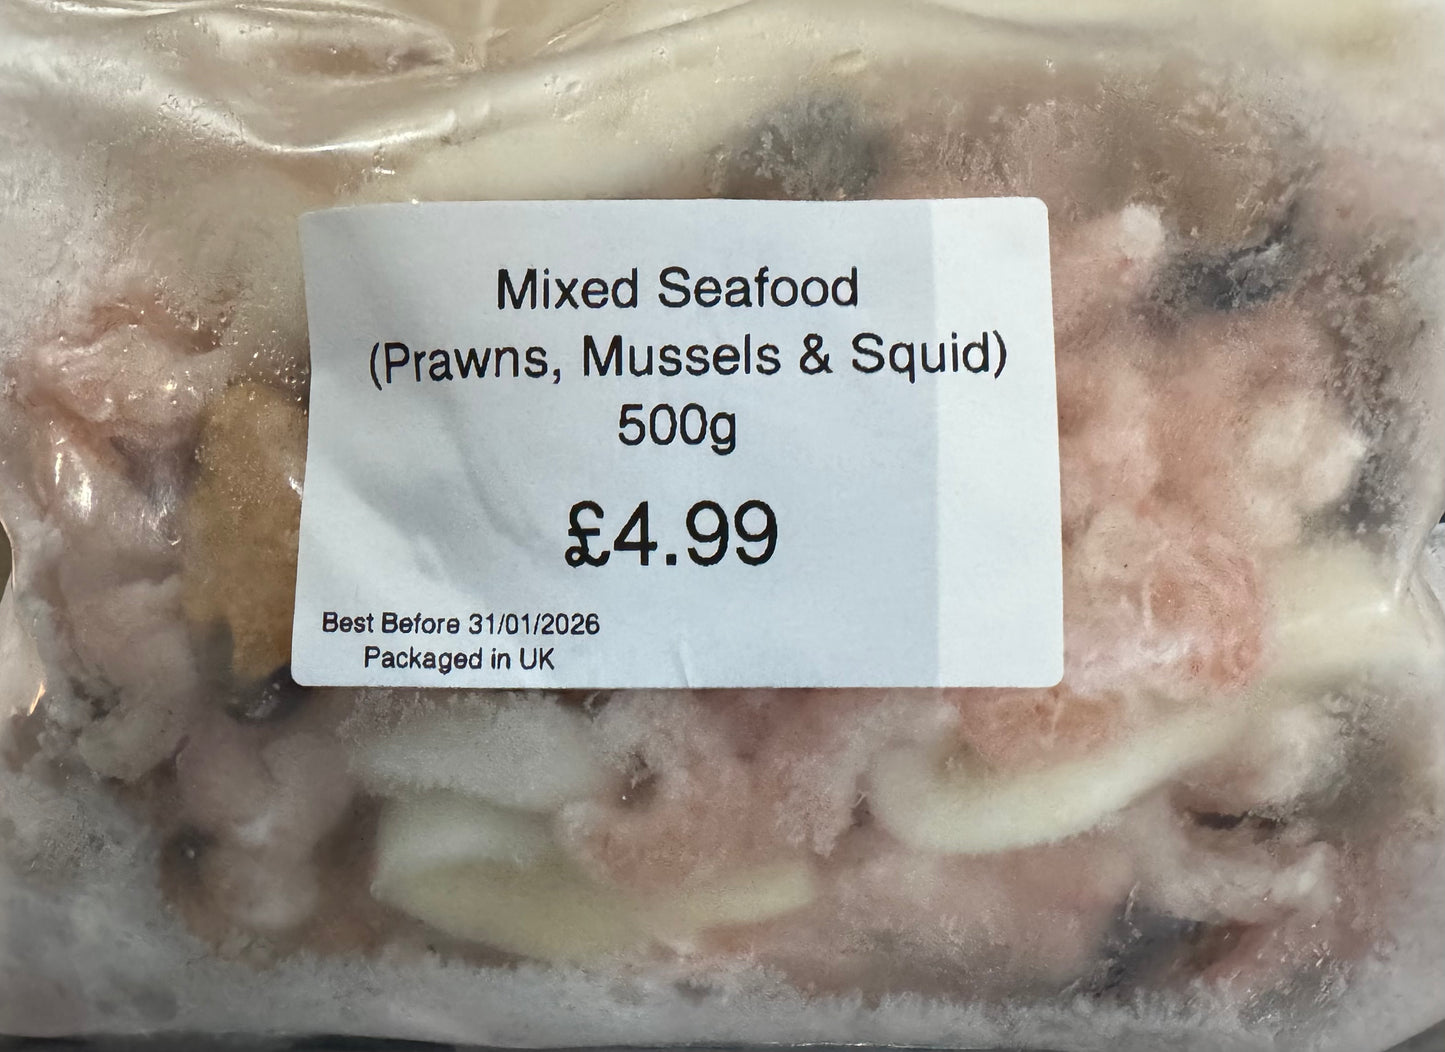 Mixed Seafood
(Prawns, Mussels & Squid)
500g
£4.99
Best Before 31/01/2026
Packaged in UK